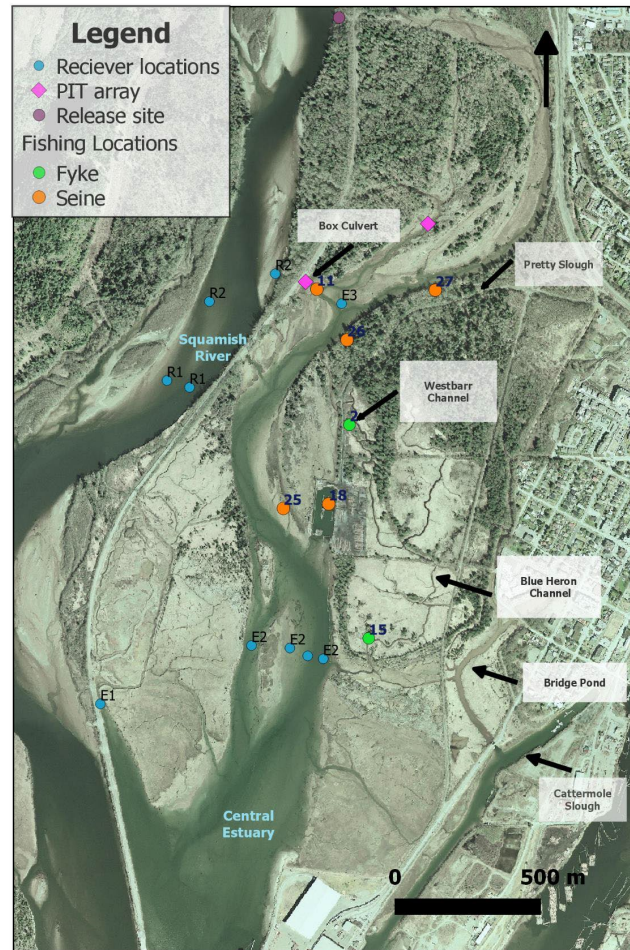 Legend
Reciever locations
PIT array
Release site
Fishing Locations
Fyke
Seine
Box Culvert
Pretty Slough
R2
11
27
E3
R2
Squamish
River
26
R1
R1
Westbarr
Channel
2
25
18
Blue Heron
Channel
15
E2
E2
E2
Bridge Pond
E1
Cattermole
Slough
Central
Estuary
0
500 m